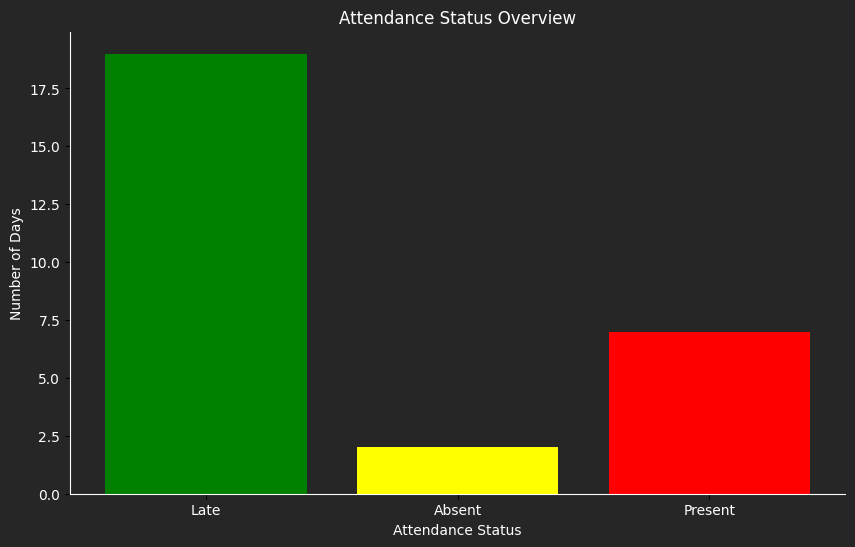 Attendance Status Overview
Number of Days
17.5
15.0
12.5
10.0
7.5
5.0
2.5
0.0
Late Absent Present
Attendance Status